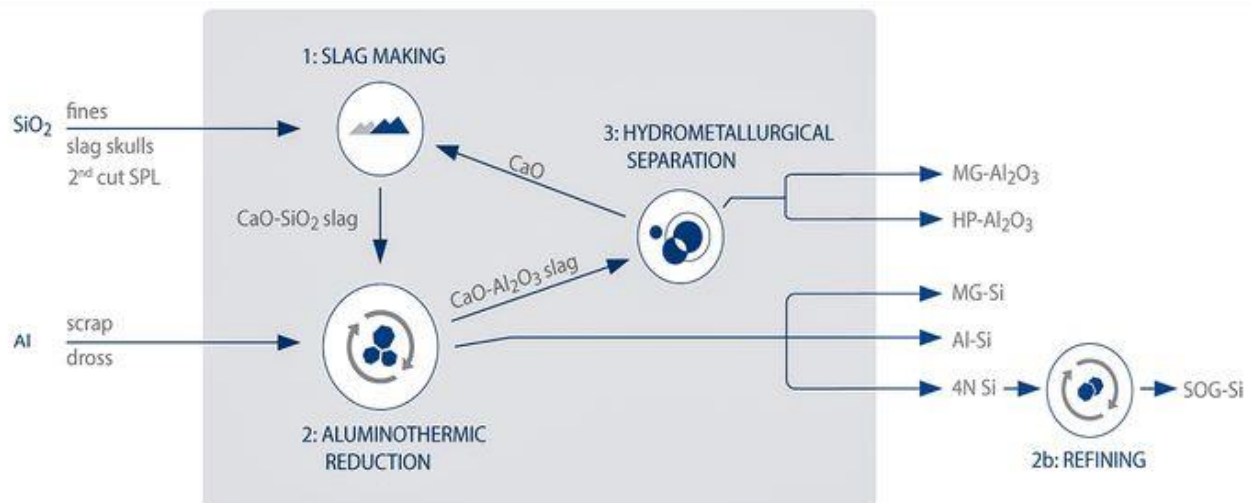 1: SLAG MAKING
SiO₂
fines
slag skulls
2ⁿᵈ cut SPL
3: HYDROMETALLURGICAL
SEPARATION
CaO
MG-Al₂O₃
HP-Al₂O₃
CaO-SiO₂ slag
CaO-Al₂O₃ slag
MG-Si
Al
scrap
dross
Al-Si
4N Si
SOG-Si
2: ALUMINOTHERMIC
REDUCTION
2b: REFINING